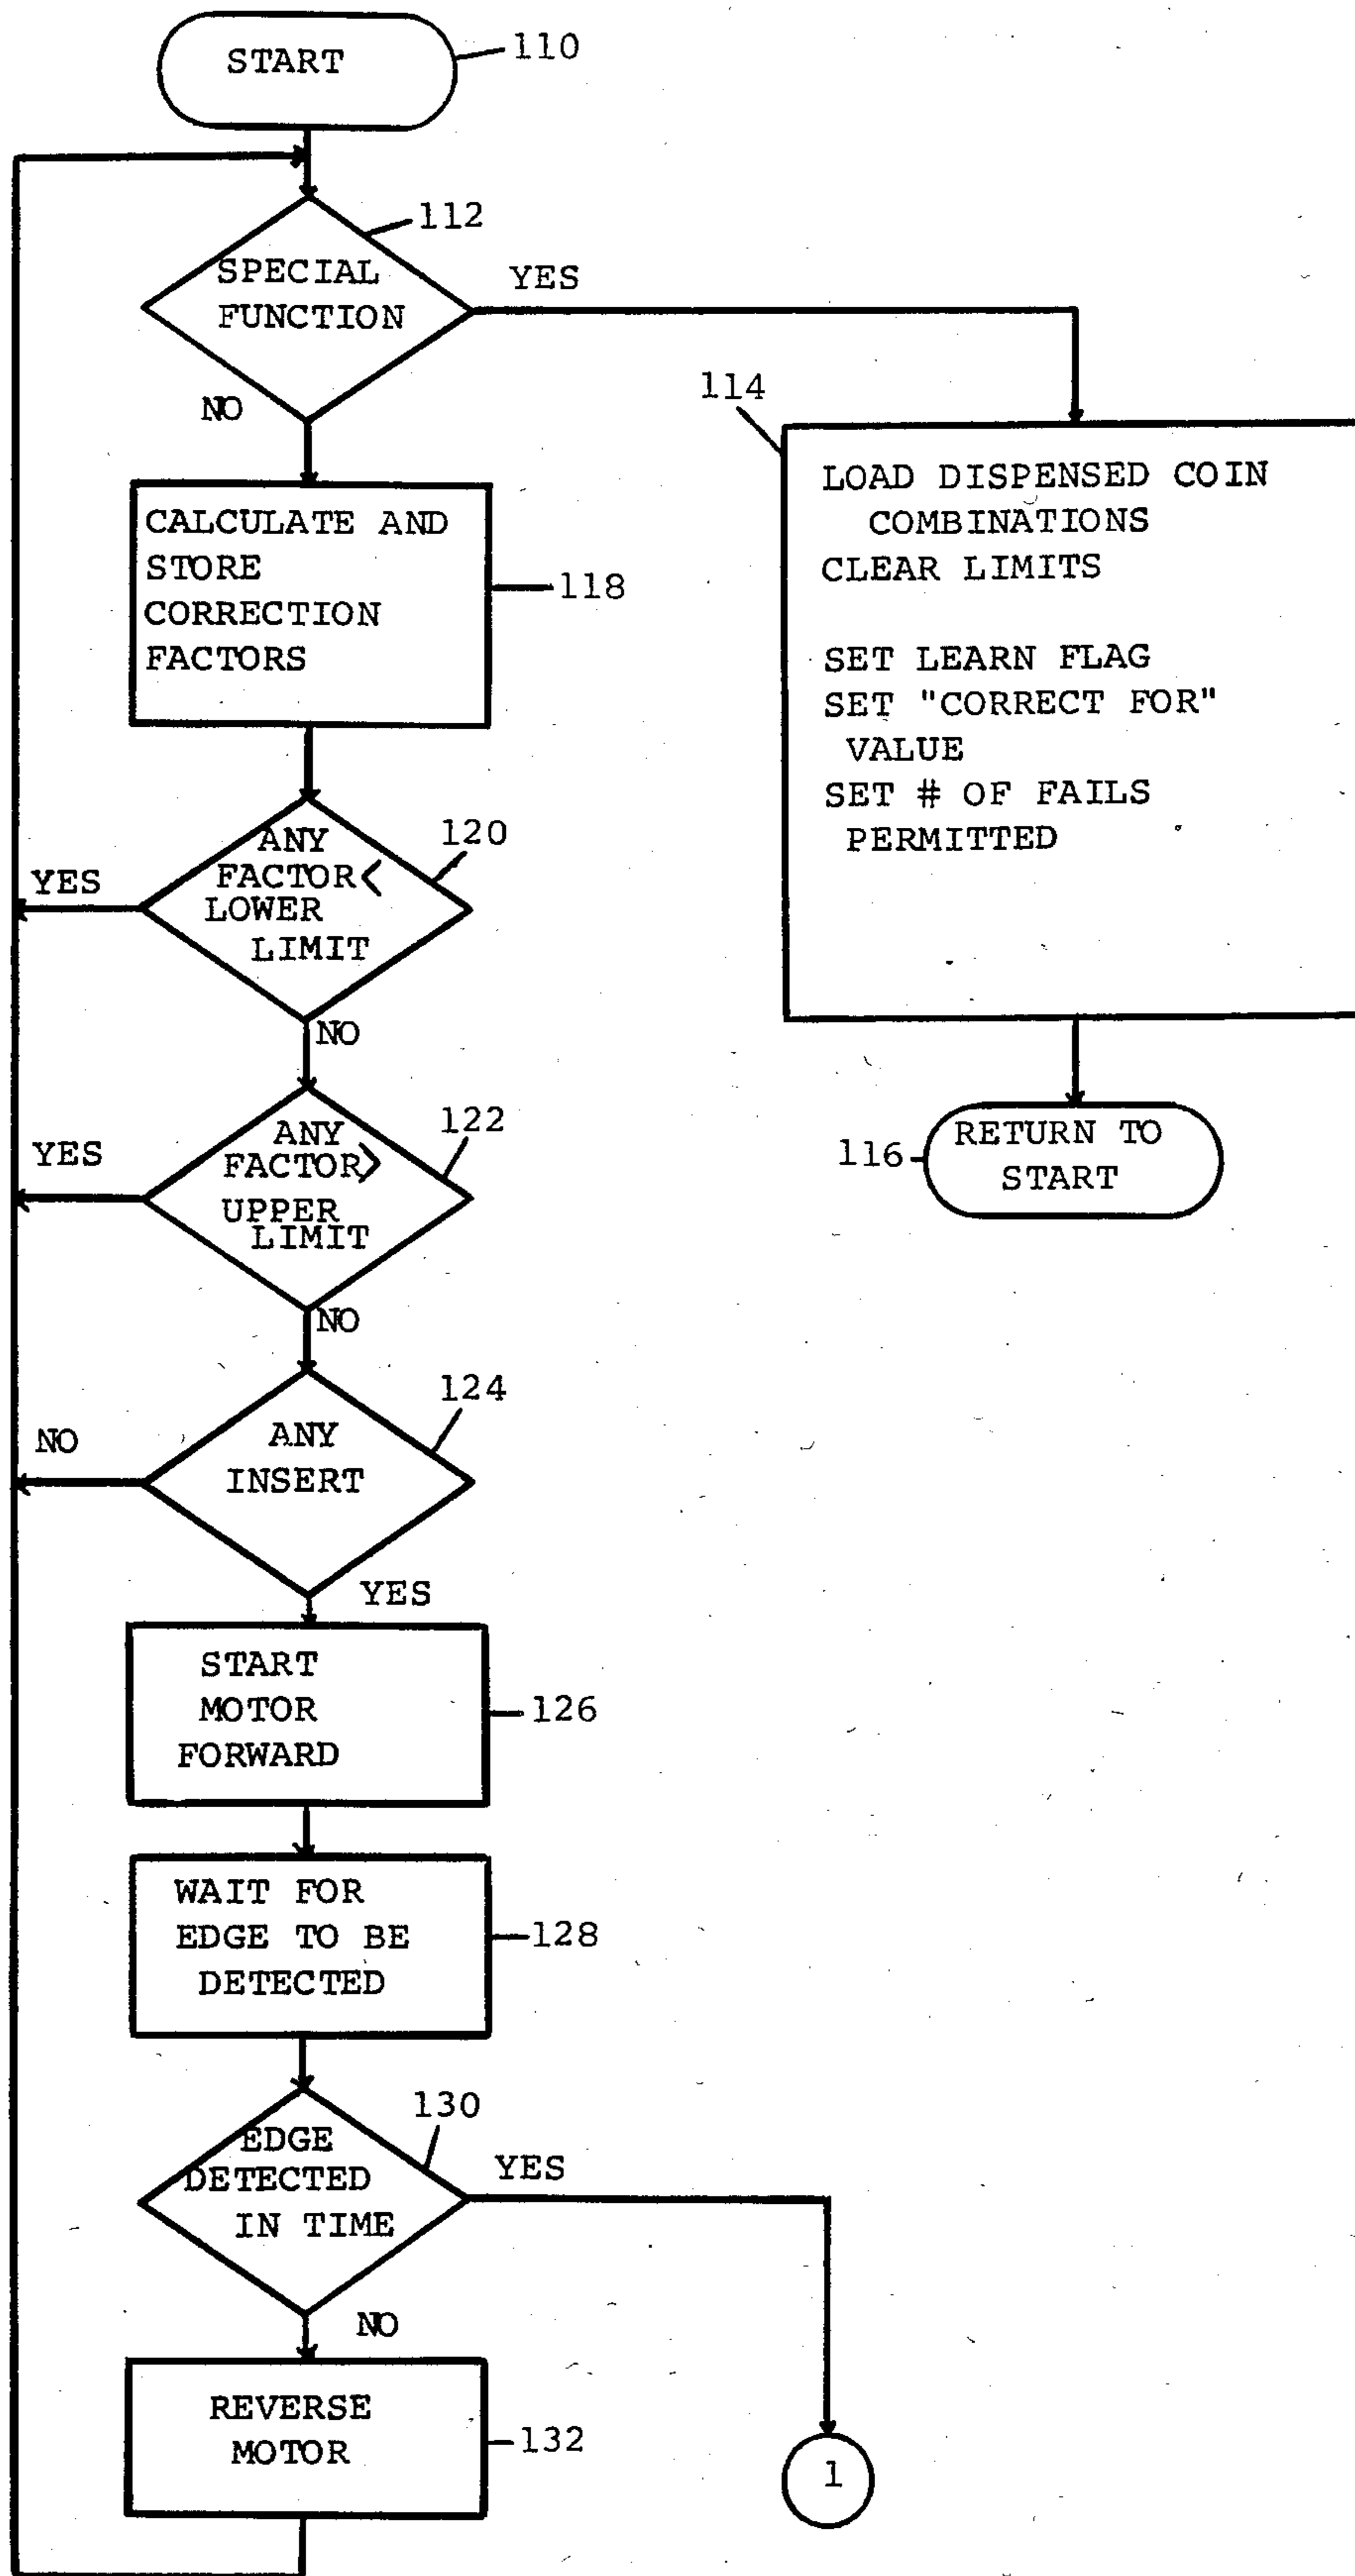 START
110
112
SPECIAL
FUNCTION
YES
NO
114
LOAD DISPENSED COIN
COMBINATIONS
CLEAR LIMITS
SET LEARN FLAG
SET "CORRECT FOR"
VALUE
SET # OF FAILS
PERMITTED
CALCULATE AND
STORE
CORRECTION
FACTORS
118
ANY
FACTOR<
LOWER
LIMIT
120
YES
NO
116
RETURN TO
START
ANY
FACTOR>
UPPER
LIMIT
122
YES
NO
124
ANY
INSERT
NO
YES
START
MOTOR
FORWARD
126
WAIT FOR
EDGE TO BE
DETECTED
128
130
EDGE
DETECTED
IN TIME
YES
NO
REVERSE
MOTOR
132
1